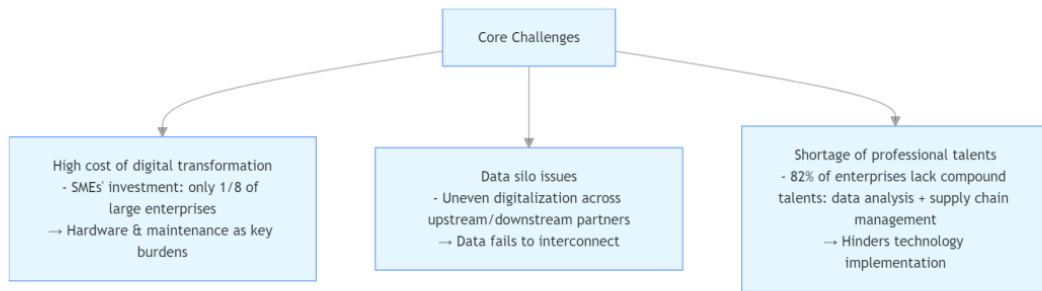 Core Challenges
High cost of digital transformation
- SMEs' investment: only 1/8 of
large enterprises
→ Hardware & maintenance as key
burdens
Data silo issues
- Uneven digitalization across
upstream/downstream partners
→ Data fails to interconnect
Shortage of professional talents
- 82% of enterprises lack compound
talents: data analysis + supply chain
management
→ Hinders technology
implementation